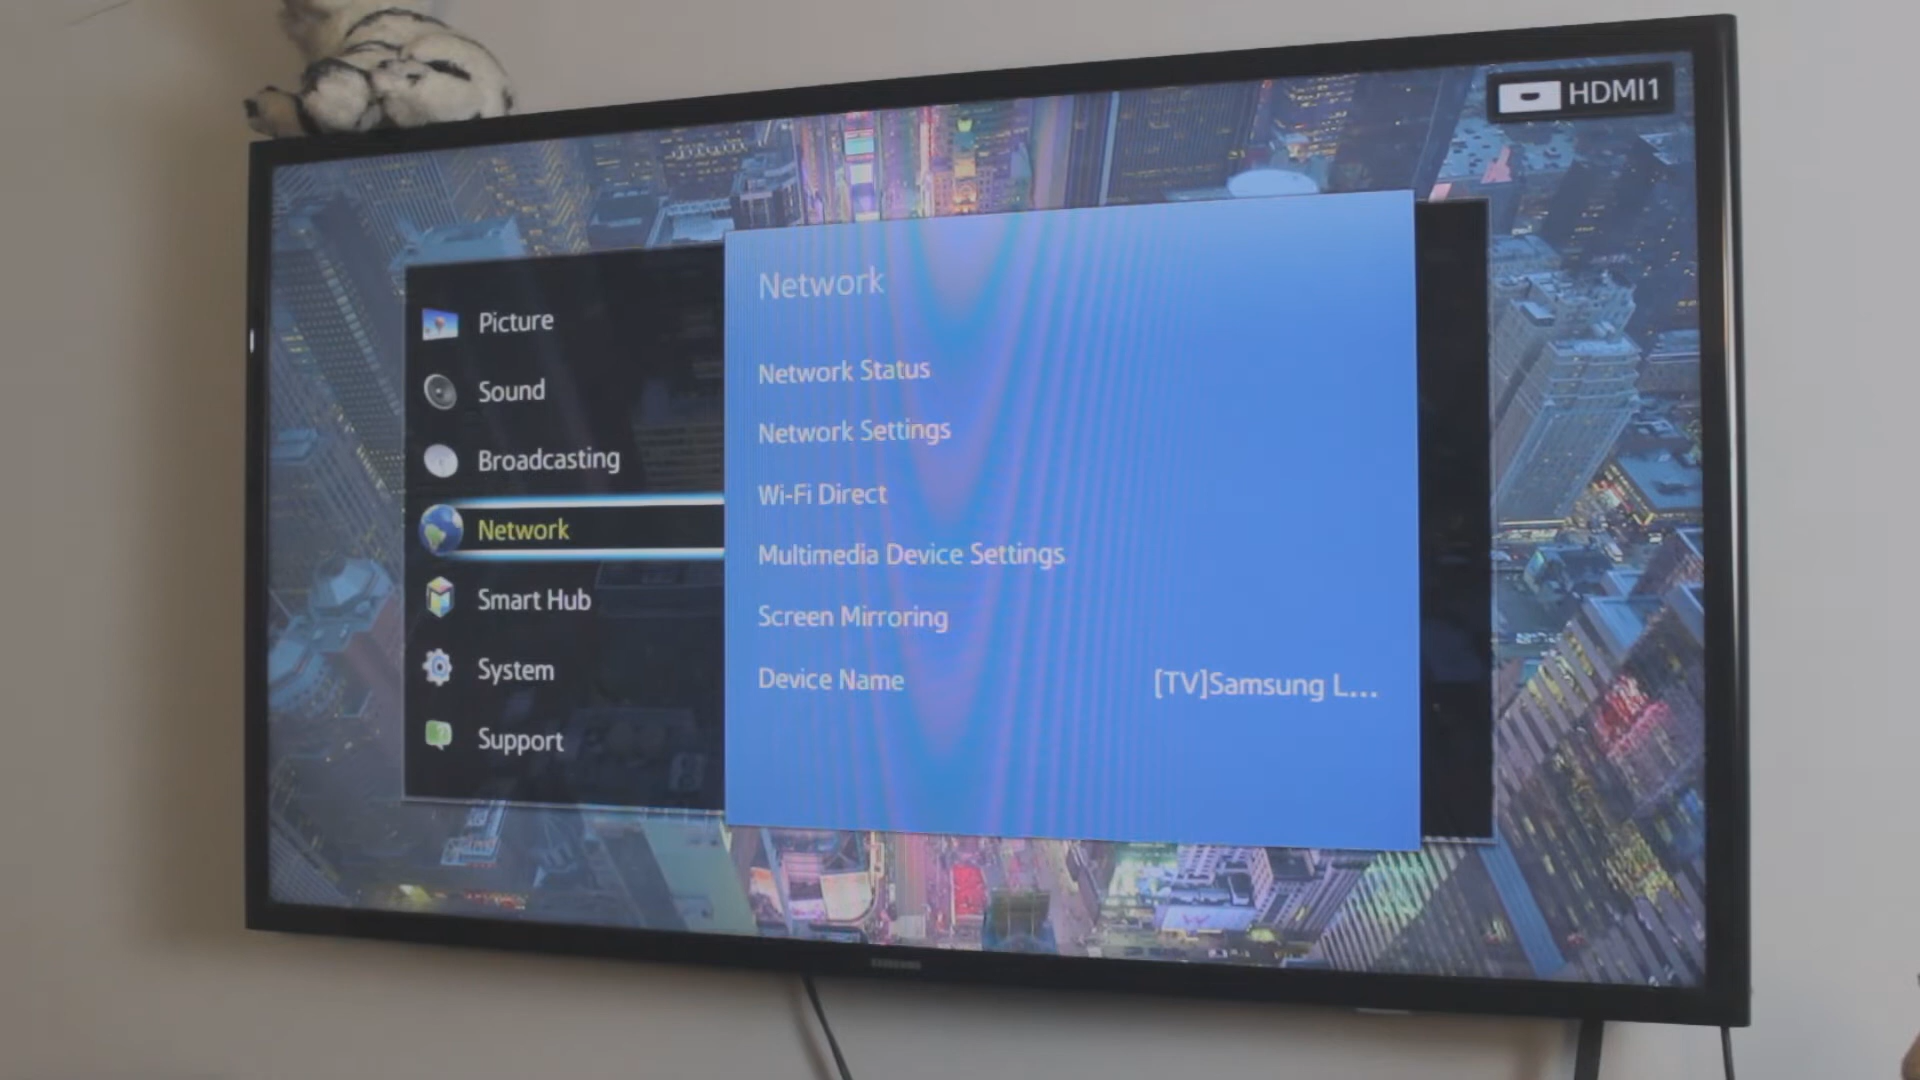 HDMI1
Picture
Sound
Broadcasting
Network
Smart Hub
System
Support
Network
Network Status
Network Settings
Wi-Fi Direct
Multimedia Device Settings
Screen Mirroring
Device Name [TV]Samsung L...
SAMSUNG